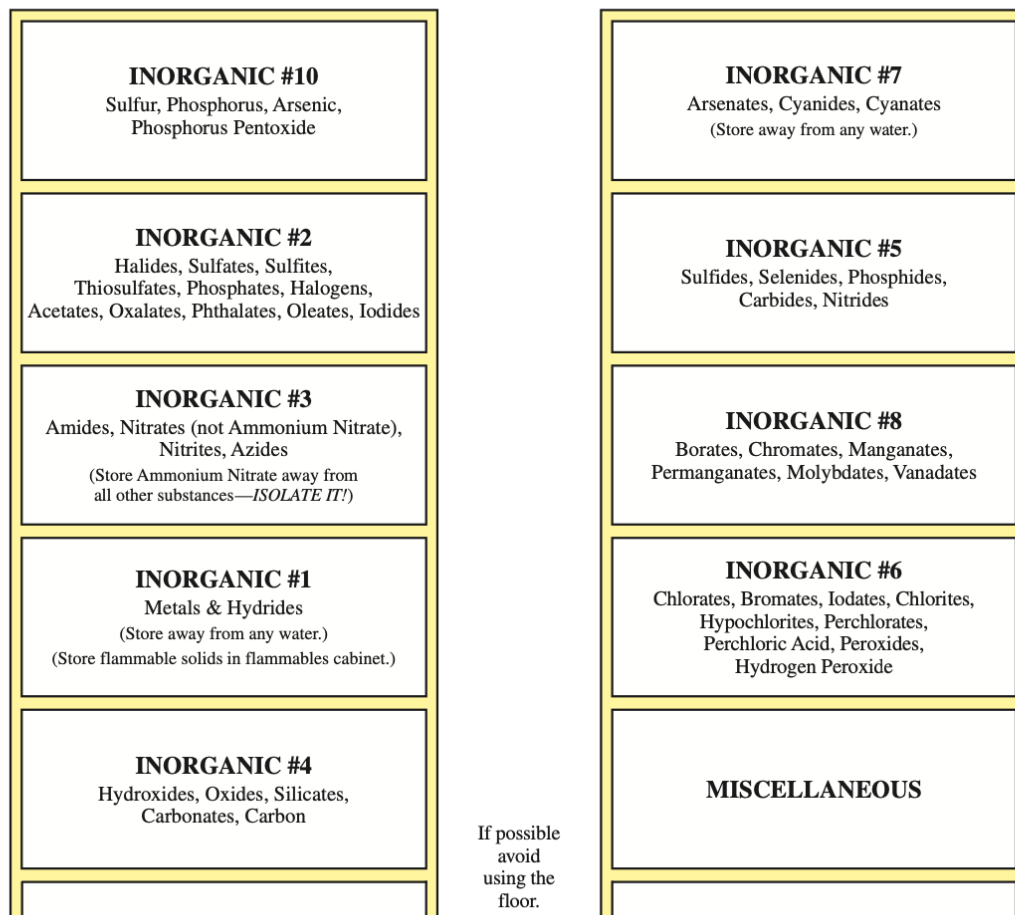 INORGANIC #10
Sulfur, Phosphorus, Arsenic,
Phosphorus Pentoxide
INORGANIC #2
Halides, Sulfates, Sulfites,
Thiosulfates, Phosphates, Halogens,
Acetates, Oxalates, Phthalates, Oleates, Iodides
INORGANIC #3
Amides, Nitrates (not Ammonium Nitrate),
Nitrites, Azides
(Store Ammonium Nitrate away from
all other substances—ISOLATE IT!)
INORGANIC #1
Metals & Hydrides
(Store away from any water.)
(Store flammable solids in flammables cabinet.)
INORGANIC #4
Hydroxides, Oxides, Silicates,
Carbonates, Carbon
If possible
avoid
using the
floor.
INORGANIC #7
Arsenates, Cyanides, Cyanates
(Store away from any water.)
INORGANIC #5
Sulfides, Selenides, Phosphides,
Carbides, Nitrides
INORGANIC #8
Borates, Chromates, Manganates,
Permanganates, Molybdates, Vanadates
INORGANIC #6
Chlorates, Bromates, Iodates, Chlorites,
Hypochlorites, Perchlorates,
Perchloric Acid, Peroxides,
Hydrogen Peroxide
MISCELLANEOUS